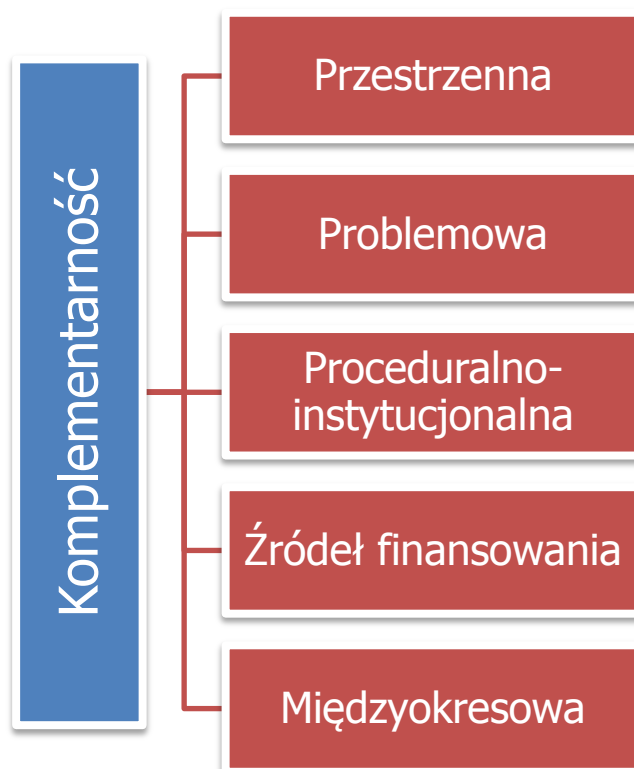 Komplementarność
Przestrzenna
Problemowa
Proceduralno-
instytucjonalna
Źródeł finansowania
Międzyokresowa